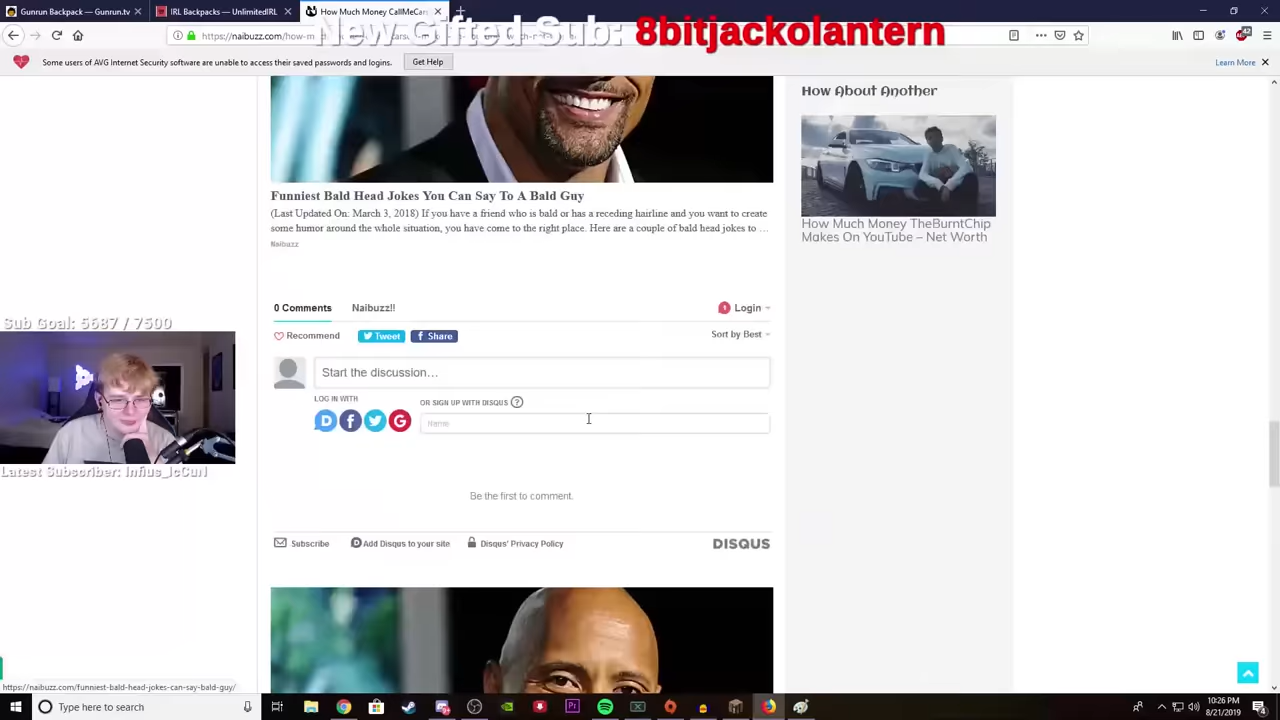 Gunrun Backpack — Gunrun.tv
IRL Backpacks – UnlimitedIRL
How Much Money CallMeCar
New Gifted Sub: 8bitjackolantern
https://naibuzz.com/how-m
Some users of AVG Internet Security software are unable to access their saved passwords and logins.
Get Help
Learn More
How About Another
How Much Money TheBurntChip
Makes On YouTube – Net Worth
Funniest Bald Head Jokes You Can Say To A Bald Guy
(Last Updated On: March 3, 2018) If you have a friend who is bald or has a receding hairline and you want to create
some humor around the whole situation, you have come to the right place. Here are a couple of bald head jokes to …
Naibuzz
0 Comments
Naibuzz!!
Login
Recommend
Tweet
Share
Sort by Best
Sub Goal: 5687 / 7500
Start the discussion…
LOG IN WITH
OR SIGN UP WITH DISQUS ?
Name
Latest Subscriber: Infius_IcCurl
Be the first to comment.
Subscribe
Add Disqus to your site
Disqus' Privacy Policy
DISQUS
https://naibuzz.com/funniest-bald-head-jokes-can-say-bald-guy/
Type here to search
10:26 PM
8/21/2019